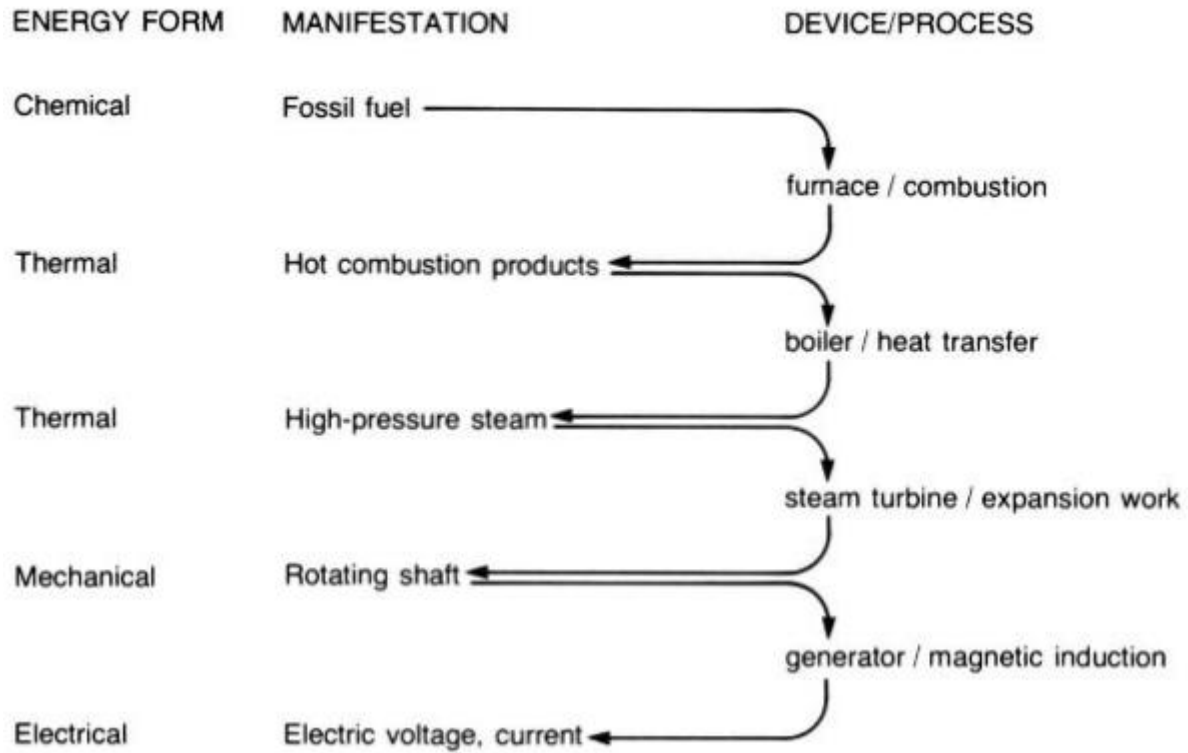 ENERGY FORM MANIFESTATION DEVICE/PROCESS
Chemical Fossil fuel
furnace / combustion
Thermal Hot combustion products
boiler / heat transfer
Thermal High-pressure steam
steam turbine / expansion work
Mechanical Rotating shaft
generator / magnetic induction
Electrical Electric voltage, current